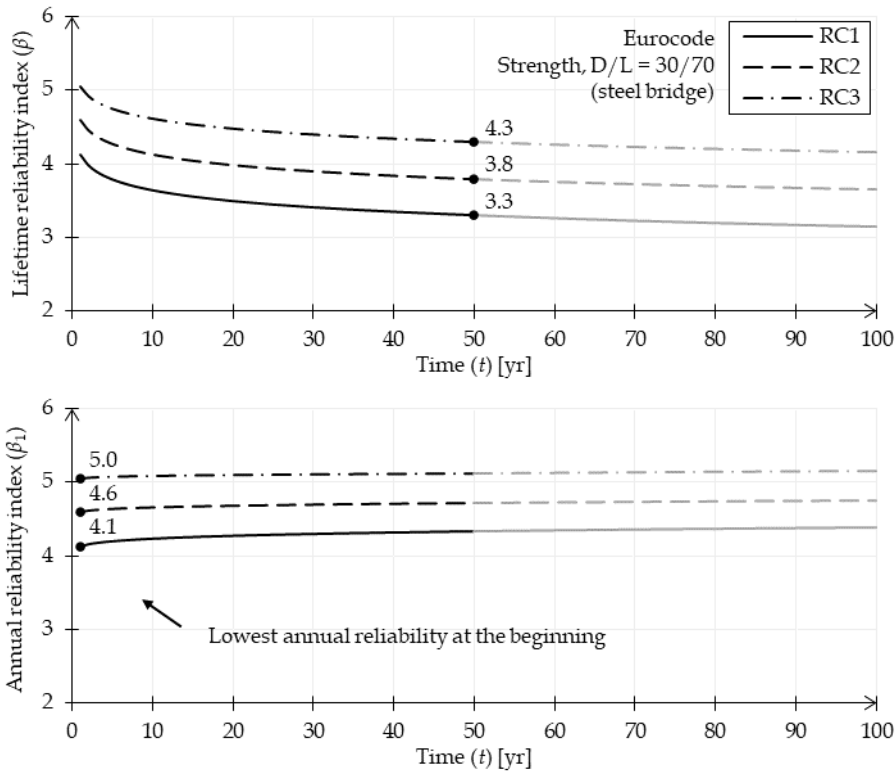 Lifetime reliability index (β)
6
5
4
3
2
Eurocode
Strength, D/L = 30/70
(steel bridge)
RC1
RC2
RC3
4.3
3.8
3.3
0 10 20 30 40 50 60 70 80 90 100
Time (t) [yr]
Annual reliability index (β₁)
6
5
4
3
2
5.0
4.6
4.1
Lowest annual reliability at the beginning
0 10 20 30 40 50 60 70 80 90 100
Time (t) [yr]